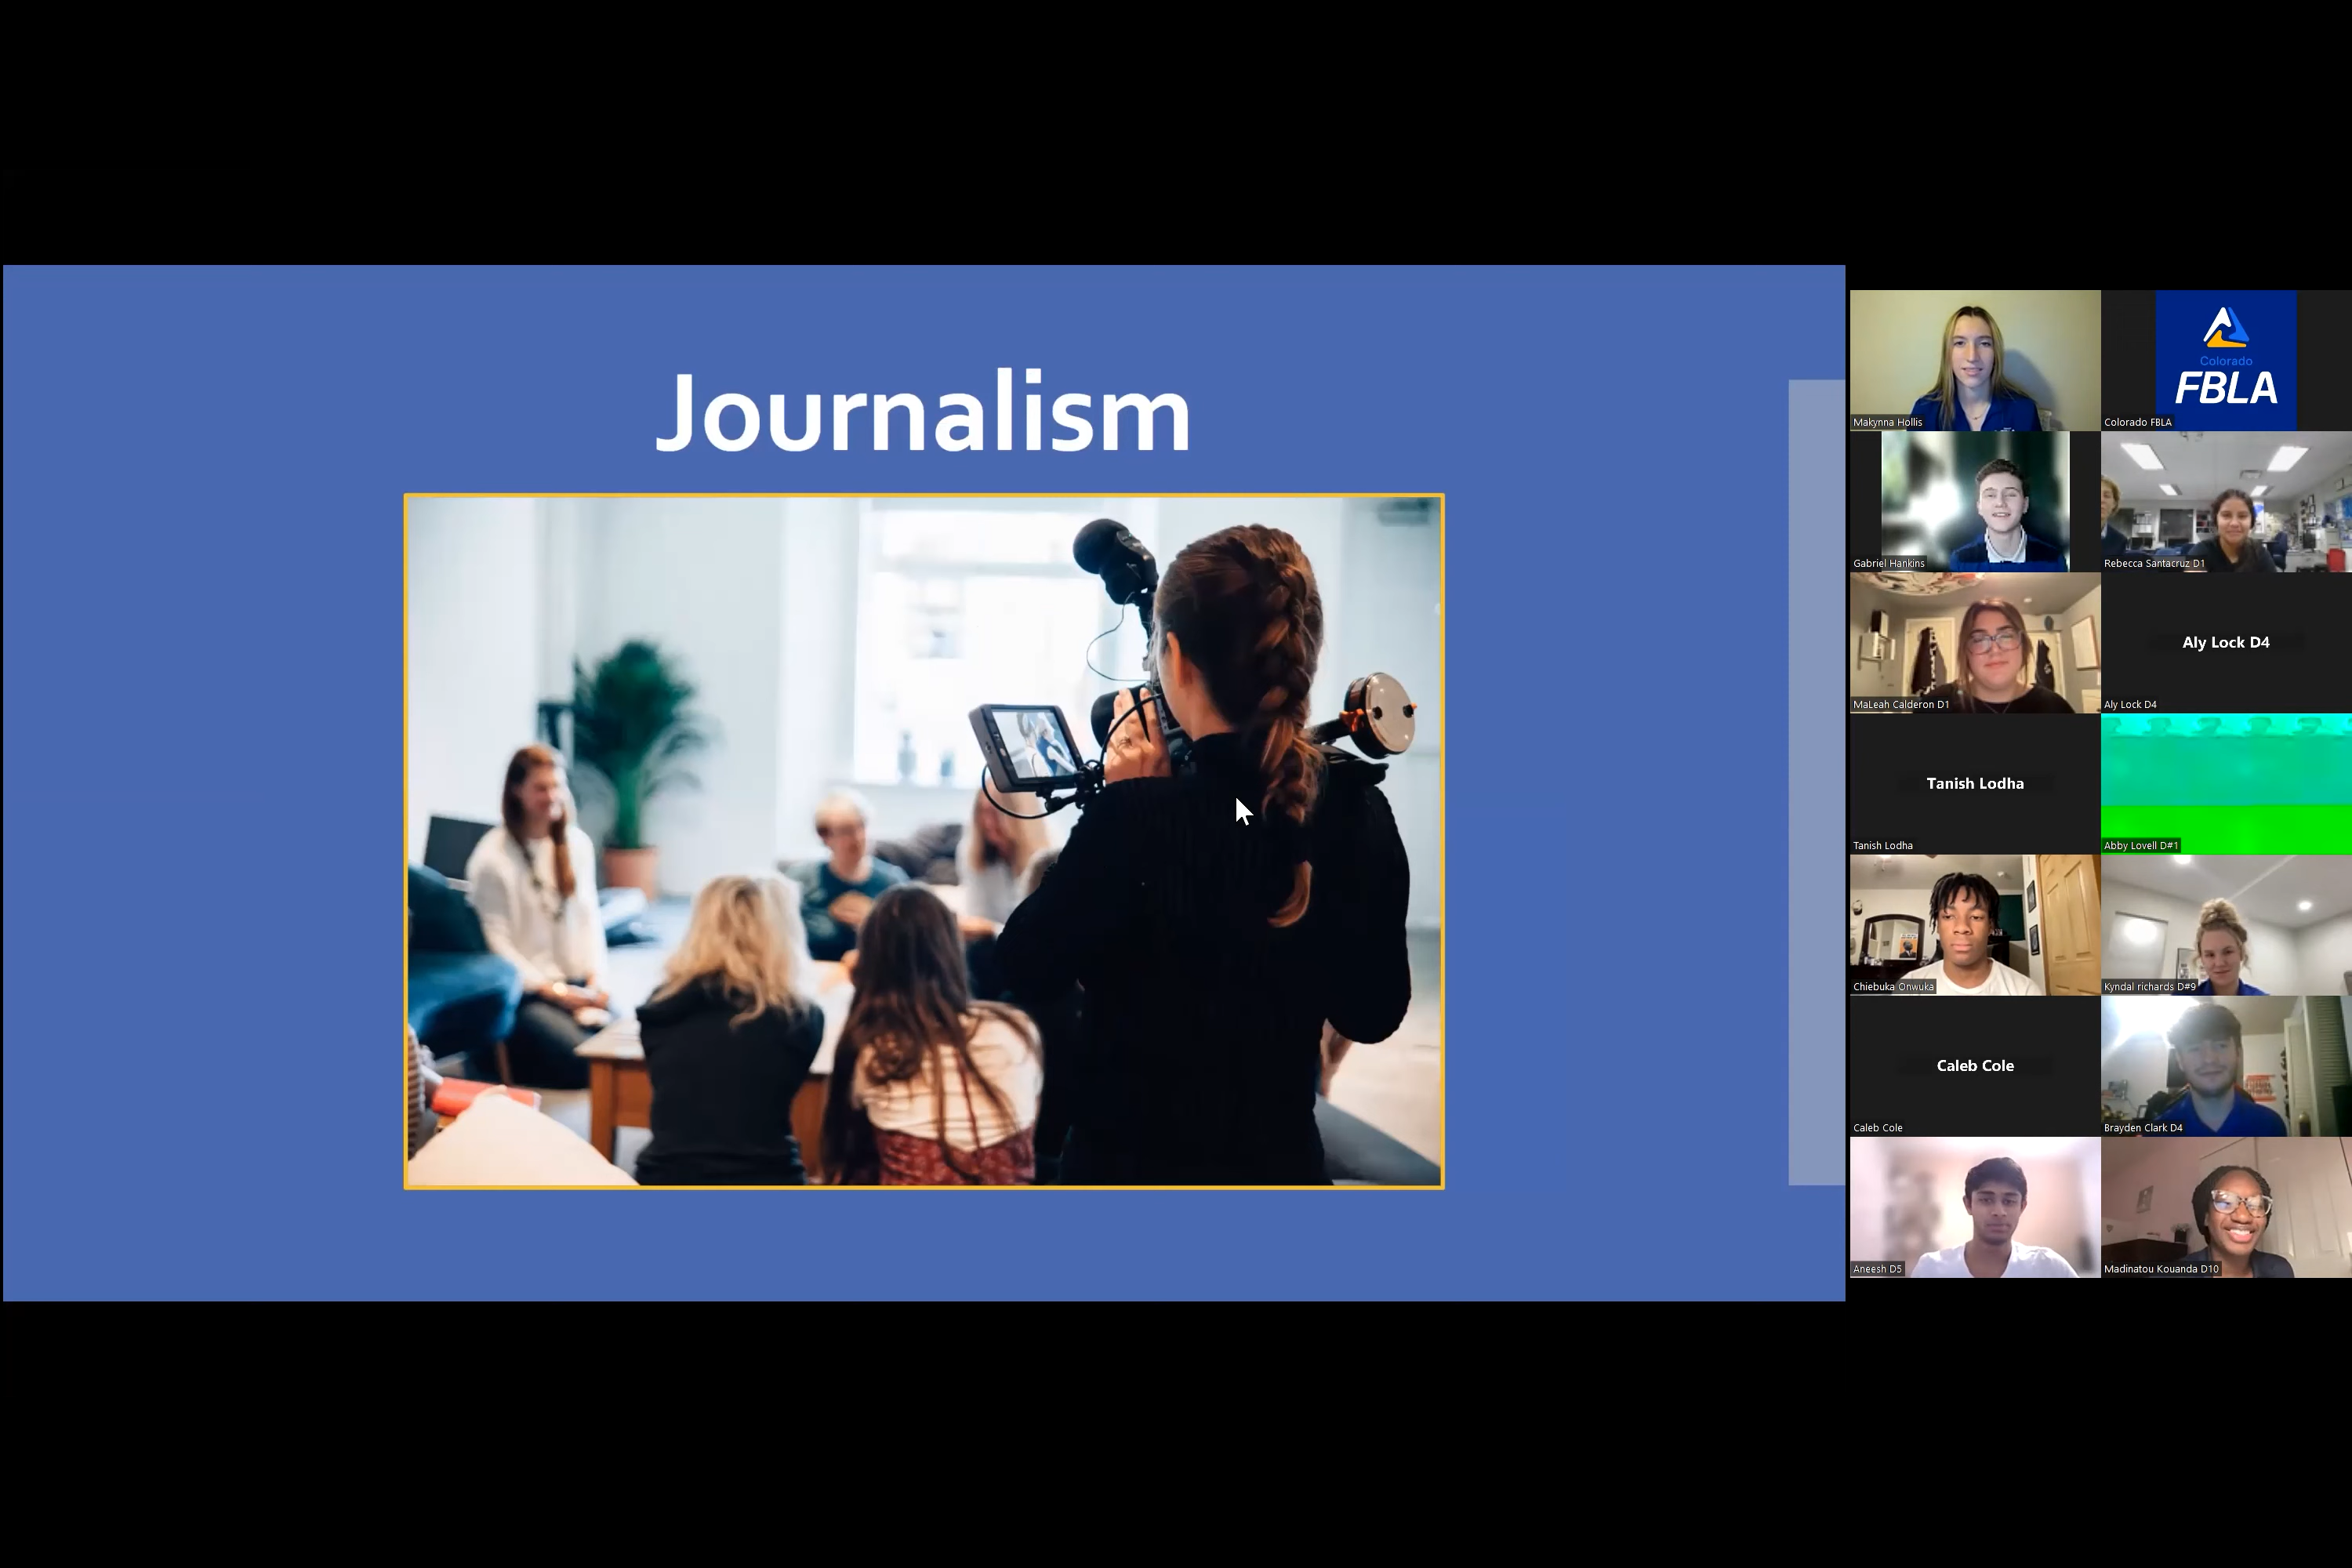 Journalism
Makynna Hollis
Colorado
FBLA
Colorado FBLA
Gabriel Hankins
Rebecca Santacruz D1
MaLeah Calderon D1
Aly Lock D4
Aly Lock D4
Tanish Lodha
Tanish Lodha
Abby Lovell D#1
Chiebuka Onwuka
Kyndal richards D#9
Caleb Cole
Caleb Cole
Brayden Clark D4
Aneesh D5
Madinatou Kouanda D10